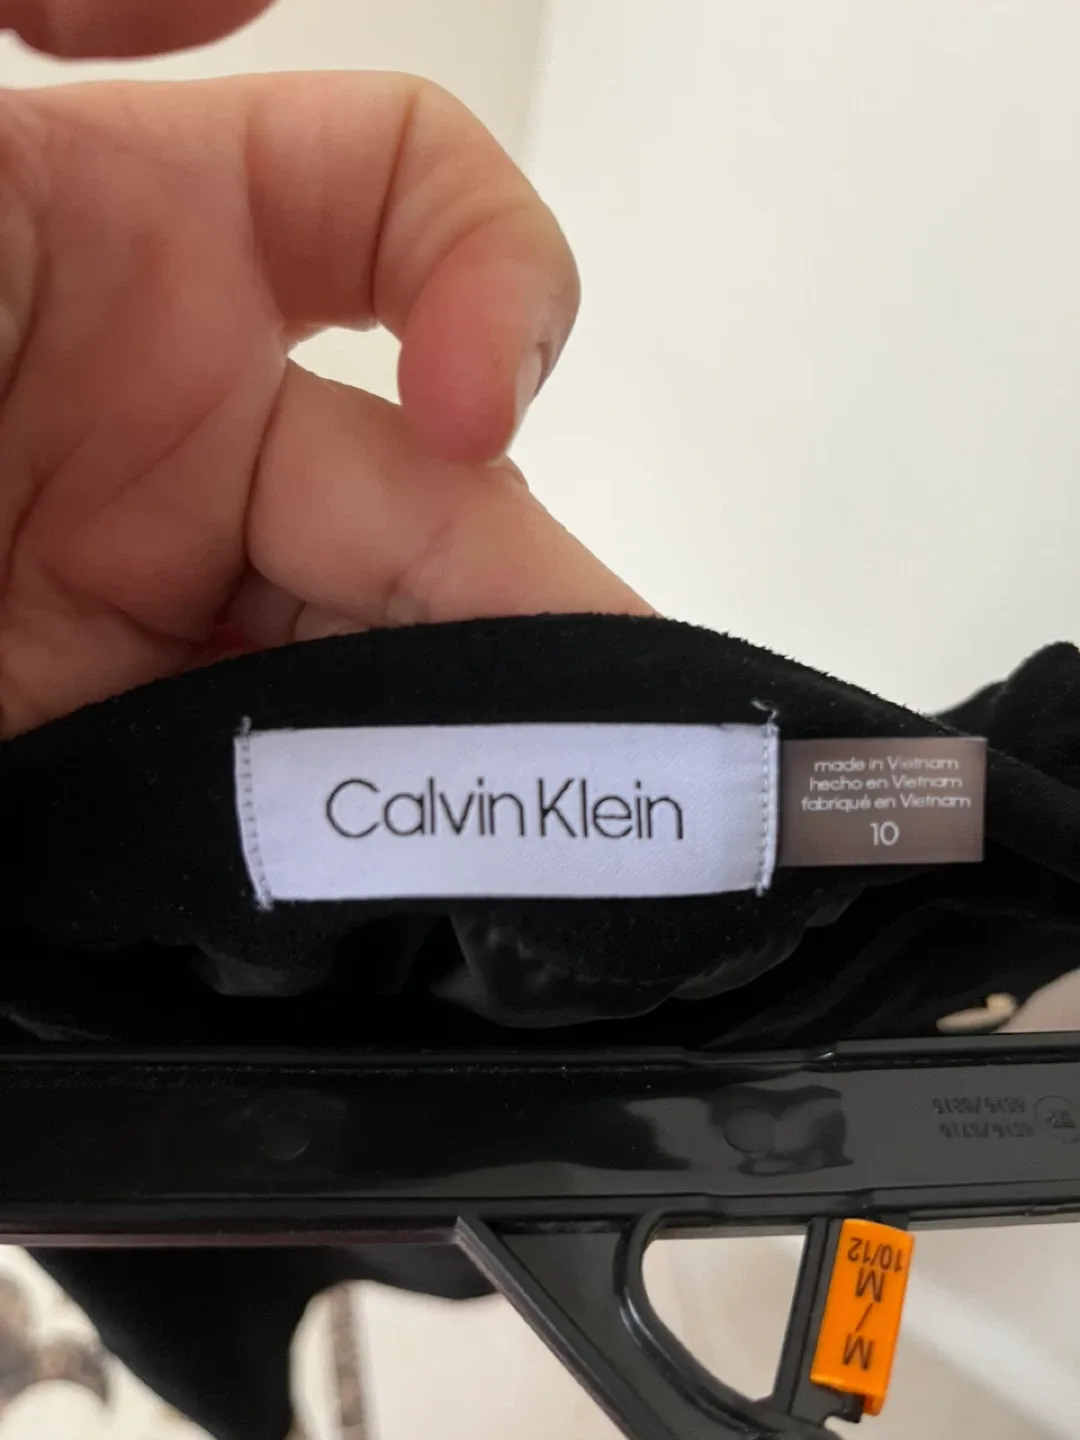 Calvin Klein
made in Vietnam
hecho en Vietnam
fabriqué en Vietnam
10
M / M
10/12